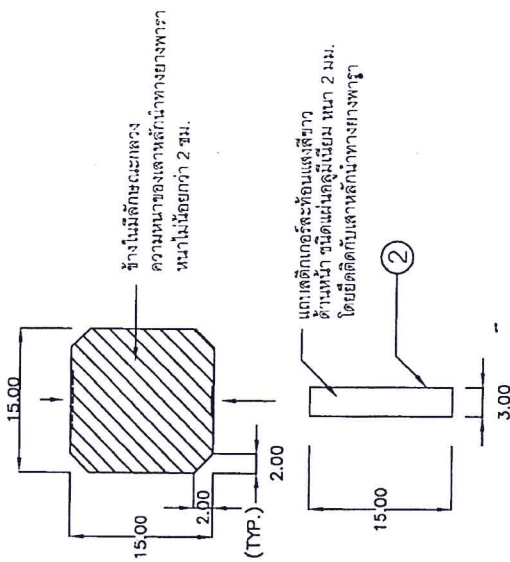 15.00
15.00
2.00
(TYP.)
2.00
ข้างในมีลักษณะกลวง
ความหนาของเสาหลักนำทางยางพารา
หนาไม่น้อยกว่า 2 ซม.
15.00
3.00
2
แถบสติกเกอร์สะท้อนแสงสีขาว
ด้านหน้า ชนิดแผ่นอลูมิเนียม หนา 2 มม.
โดยยึดติดกับเสาหลักนำทางยางพารา